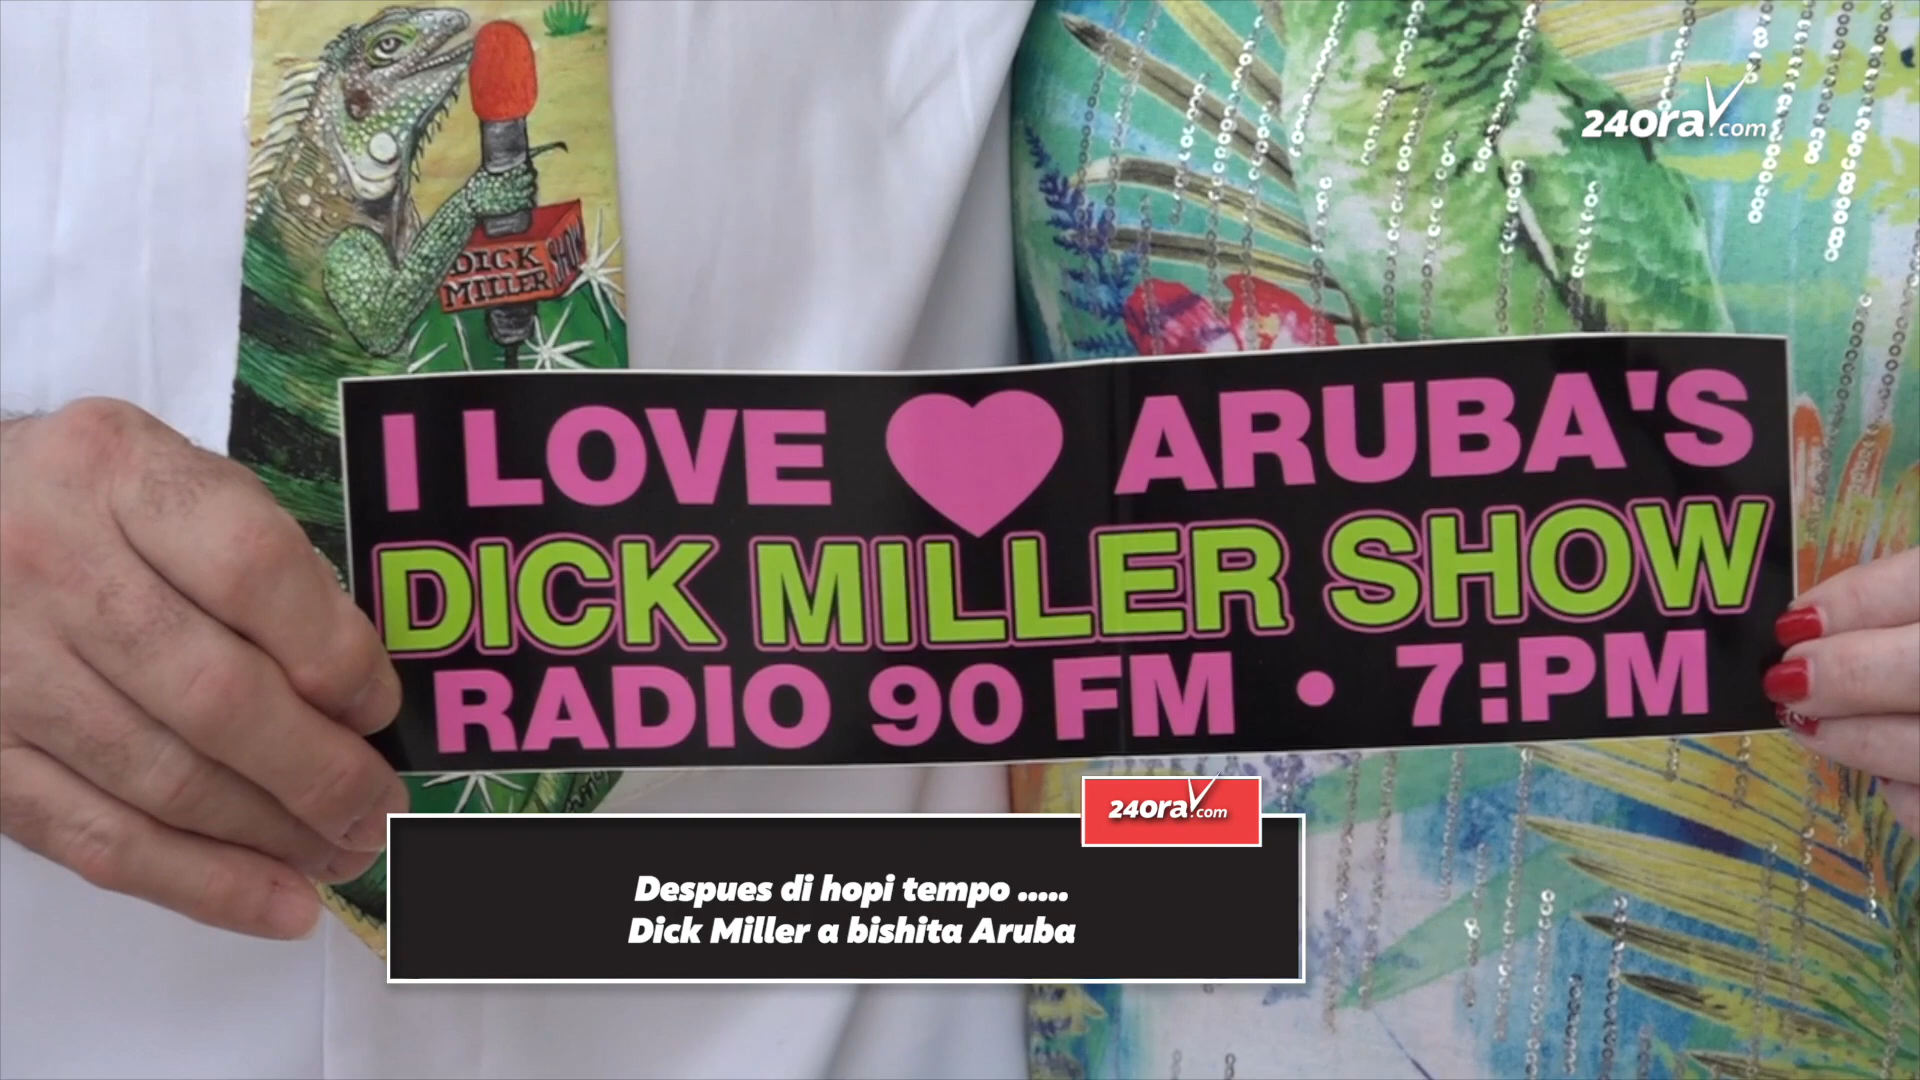 24ora.com
DICK
MILLER
SHOW
I LOVE ARUBA'S
DICK MILLER SHOW
RADIO 90 FM • 7:PM
24ora.com
Despues di hopi tempo .....
Dick Miller a bishita Aruba